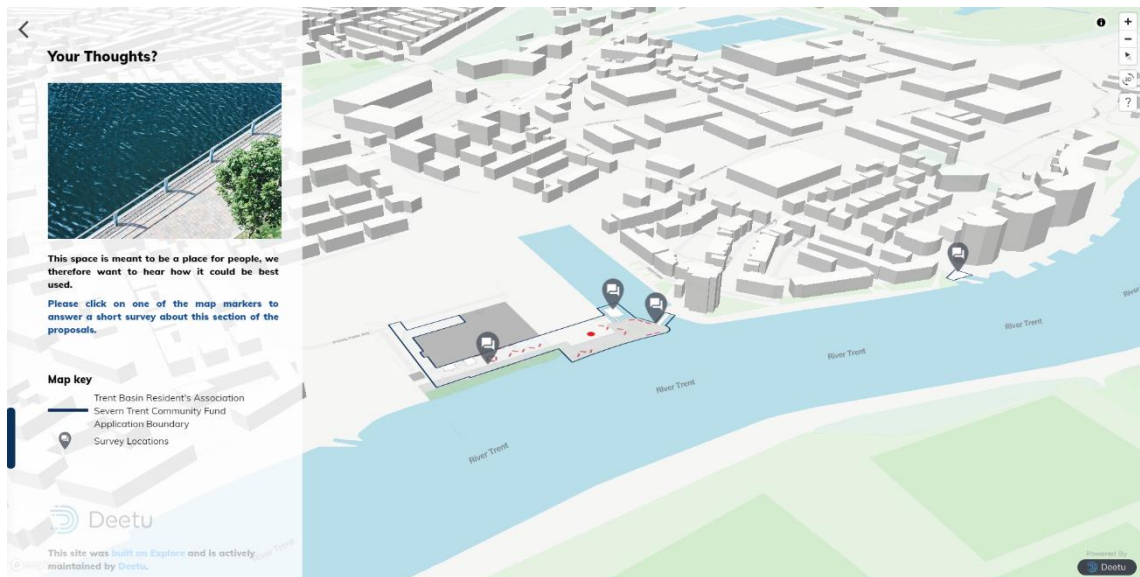 Your Thoughts?
This space is meant to be a place for people, we
therefore want to hear how it could be best
used.
Please click on one of the map markers to
answer a short survey about this section of the
proposals.
Map key
Trent Basin Resident's Association
Severn Trent Community Fund
Application Boundary
Survey Locations
Deetu
This site was built on Explore and is actively
maintained by Deetu.
River Trent
River Trent
River Trent
River Trent
River Trent
River
+
−
3D
?
Powered By
Deetu